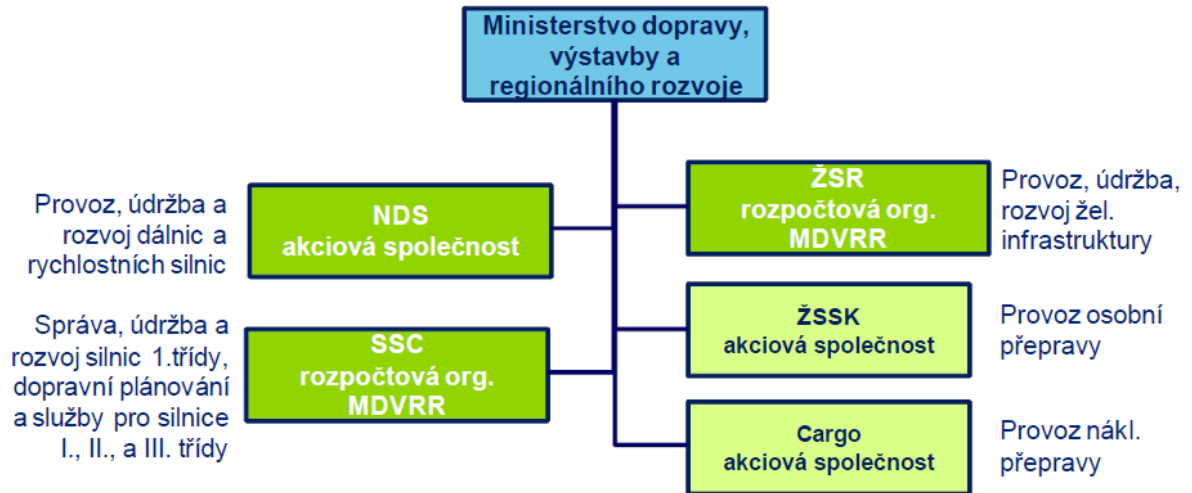 Ministerstvo dopravy,
výstavby a
regionálního rozvoje
Provoz, údržba a
rozvoj dálnic a
rychlostních silnic
NDS
akciová společnost
ŽSR
rozpočtová org.
MDVRR
Provoz, údržba,
rozvoj žel.
infrastruktury
Správa, údržba a
rozvoj silnic 1.třídy,
dopravní plánování
a služby pro silnice
I., II., a III. třídy
SSC
rozpočtová org.
MDVRR
ŽSSK
akciová společnost
Provoz osobní
přepravy
Cargo
akciová společnost
Provoz nákl.
přepravy